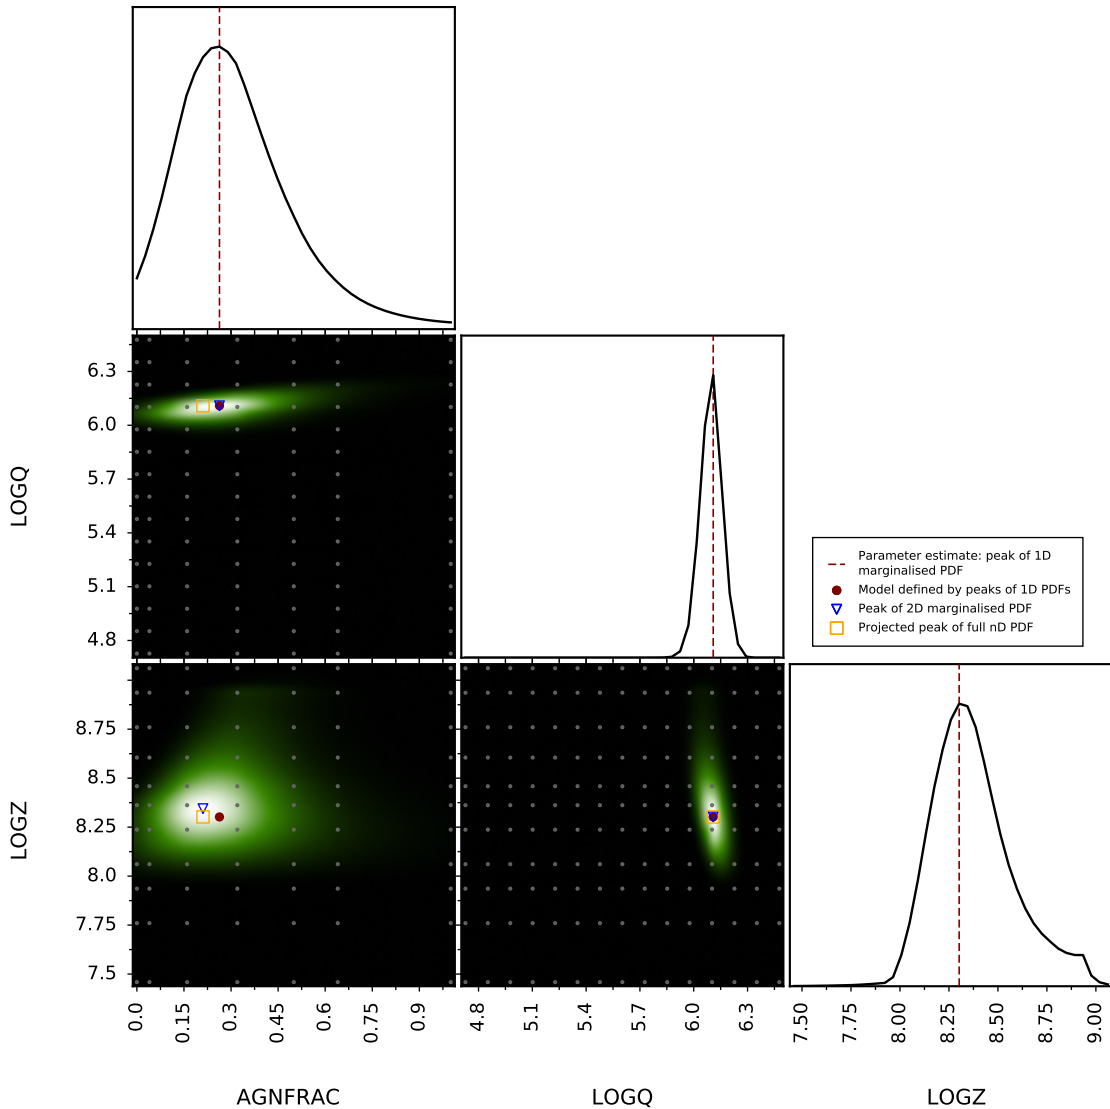 6.3
6.0
5.7
5.4
5.1
4.8
LOGQ
Parameter estimate: peak of 1D
marginalised PDF
Model defined by peaks of 1D PDFs
Peak of 2D marginalised PDF
Projected peak of full nD PDF
8.75
8.5
8.25
8.0
7.75
7.5
LOGZ
0.0 0.15 0.3 0.45 0.6 0.75 0.9
4.8 5.1 5.4 5.7 6.0 6.3
7.50 7.75 8.00 8.25 8.50 8.75 9.00
AGNFRAC
LOGQ
LOGZ